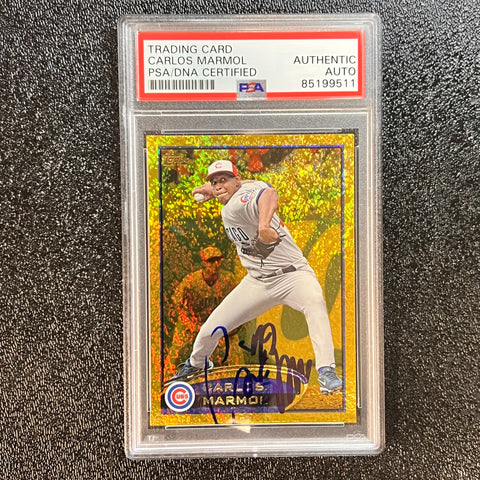 TRADING CARD
CARLOS MARMOL
PSA/DNA CERTIFIED
AUTHENTIC
AUTO
85199511
PSA
CARLOS
MARMOL